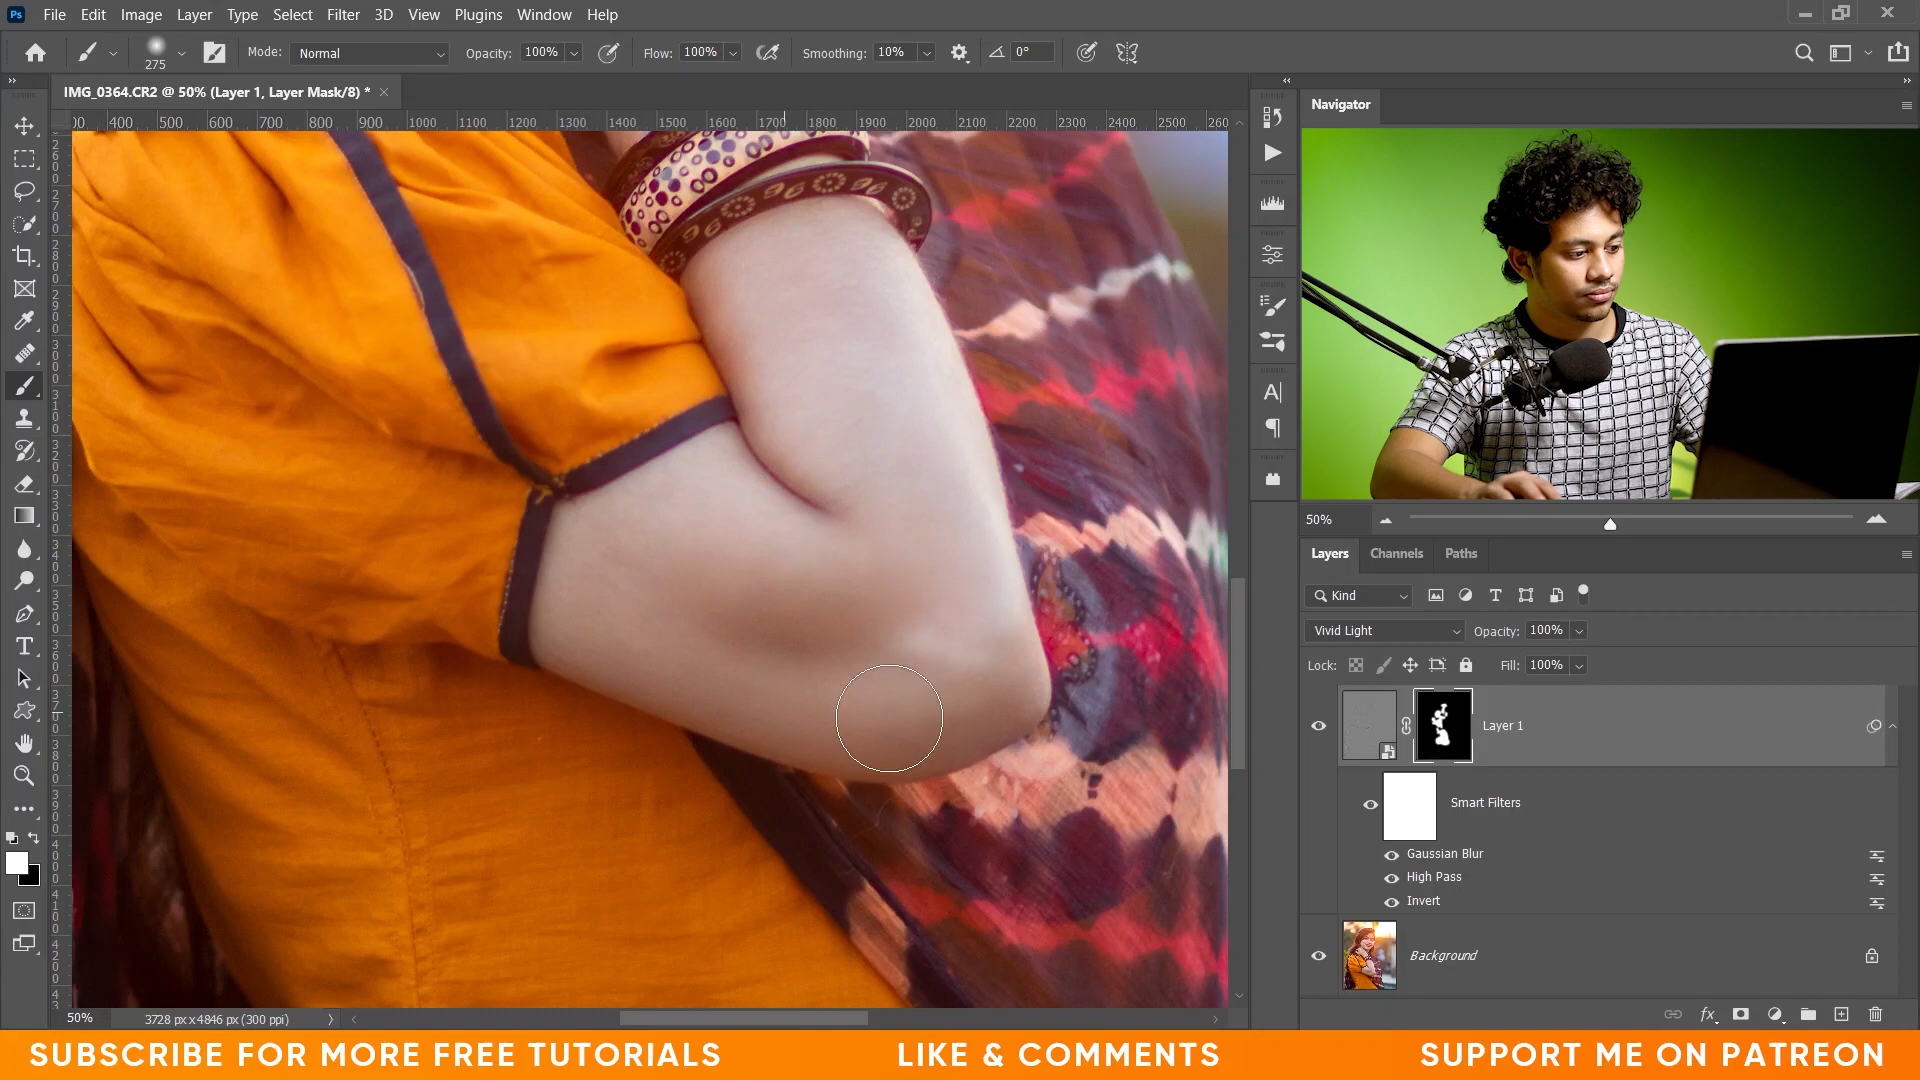 Ps File Edit Image Layer Type Select Filter 3D View Plugins Window Help
275 Mode: Normal Opacity: 100% Flow: 100% Smoothing: 10% 0°
IMG_0364.CR2 @ 50% (Layer 1, Layer Mask/8) *
400 500 600 700 800 900 1000 1100 1200 1300 1400 1500 1600 1700 1800 1900 2000 2100 2200 2300 2400 2500
Navigator
50%
Layers Channels Paths
Kind
Vivid Light Opacity: 100%
Lock: Fill: 100%
Layer 1
Smart Filters
Gaussian Blur
High Pass
Invert
Background
50% 3728 px x 4846 px (300 ppi)
SUBSCRIBE FOR MORE FREE TUTORIALS LIKE & COMMENTS SUPPORT ME ON PATREON